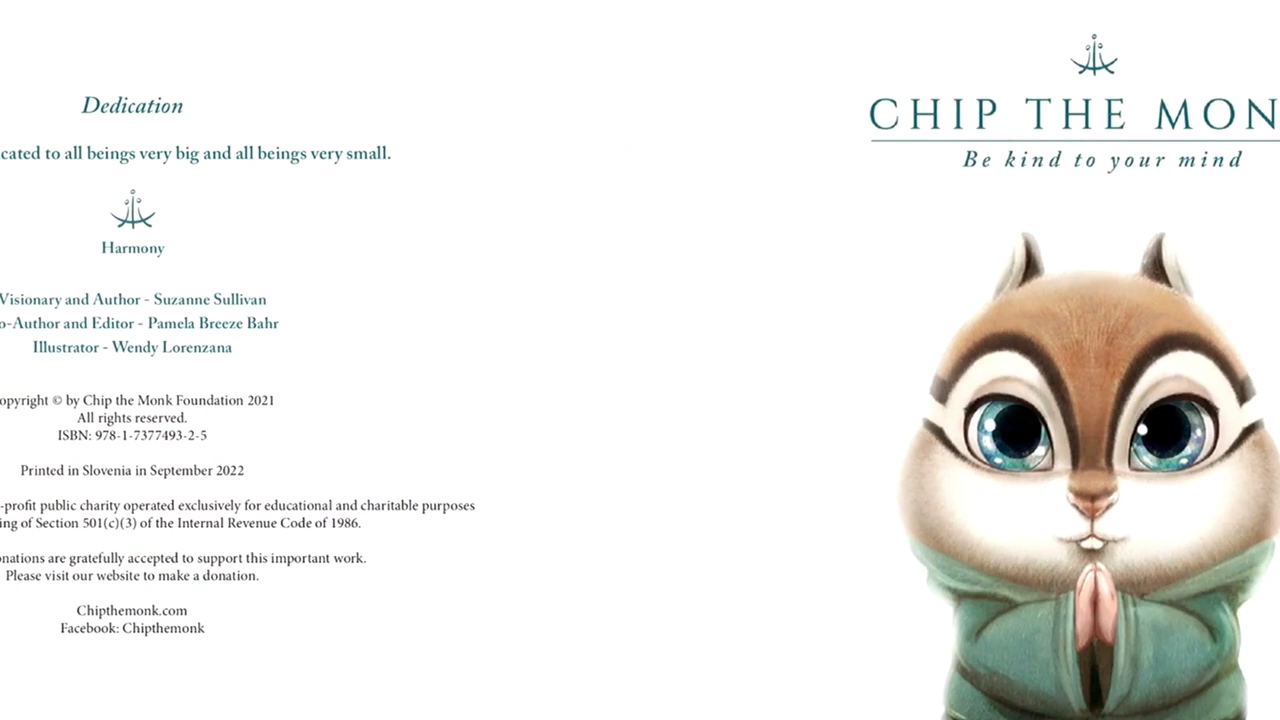 Dedication
cated to all beings very big and all beings very small.
Harmony
Visionary and Author - Suzanne Sullivan
o-Author and Editor - Pamela Breeze Bahr
Illustrator - Wendy Lorenzana
opyright © by Chip the Monk Foundation 2021
All rights reserved.
ISBN: 978-1-7377493-2-5
Printed in Slovenia in September 2022
-profit public charity operated exclusively for educational and charitable purposes
ing of Section 501(c)(3) of the Internal Revenue Code of 1986.
onations are gratefully accepted to support this important work.
Please visit our website to make a donation.
Chipthemonk.com
Facebook: Chipthemonk
CHIP THE MON
Be kind to your mind